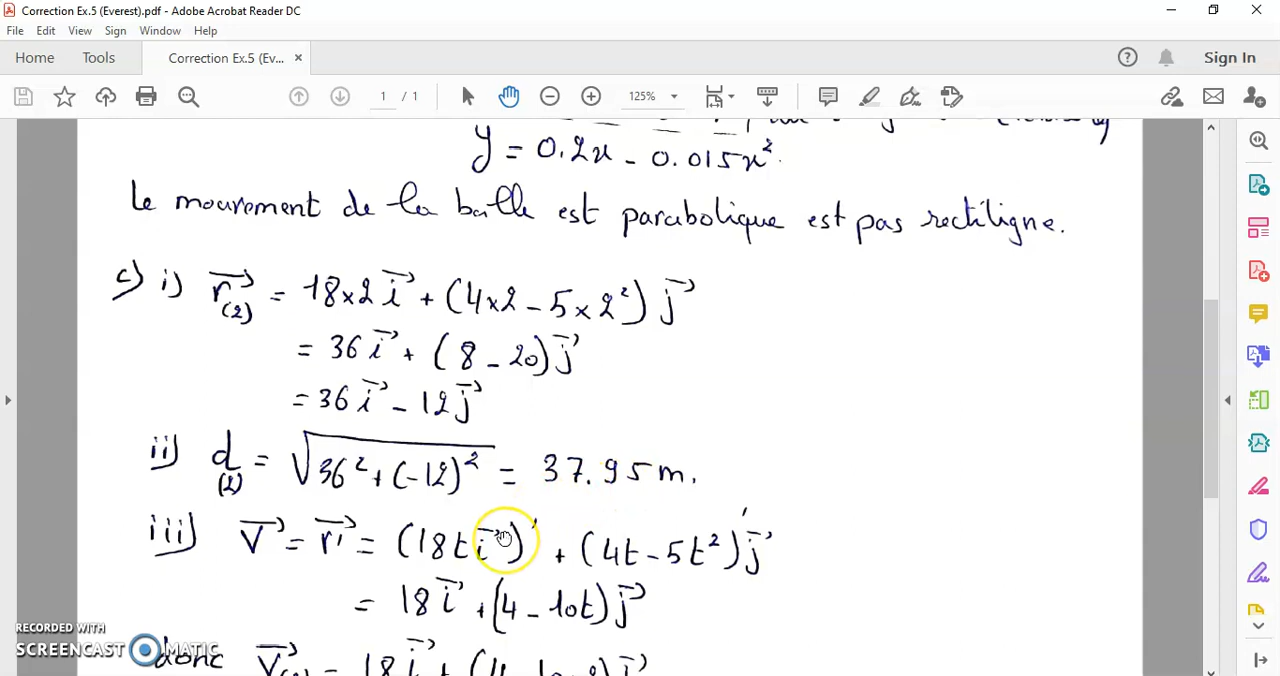 Correction Ex.5 (Everest).pdf - Adobe Acrobat Reader DC
File Edit View Sign Window Help
Home Tools Correction Ex.5 (Ev... × Sign In
1 / 1 125%
y = 0.2x - 0.015x².
Le mouvement de la balle est parabolique est pas rectiligne.
c) i) r⃗(2) = 18×2 i⃗ + (4×2 - 5×2²) j⃗
= 36 i⃗ + (8 - 20) j⃗
= 36 i⃗ - 12 j⃗
ii) d(2) = √(36² + (-12)²) = 37.95 m.
iii) V⃗ = r⃗' = (18t i⃗)' + (4t - 5t²)' j⃗
= 18 i⃗ + (4 - 10t) j⃗
RECORDED WITH
SCREENCAST MATIC
donc